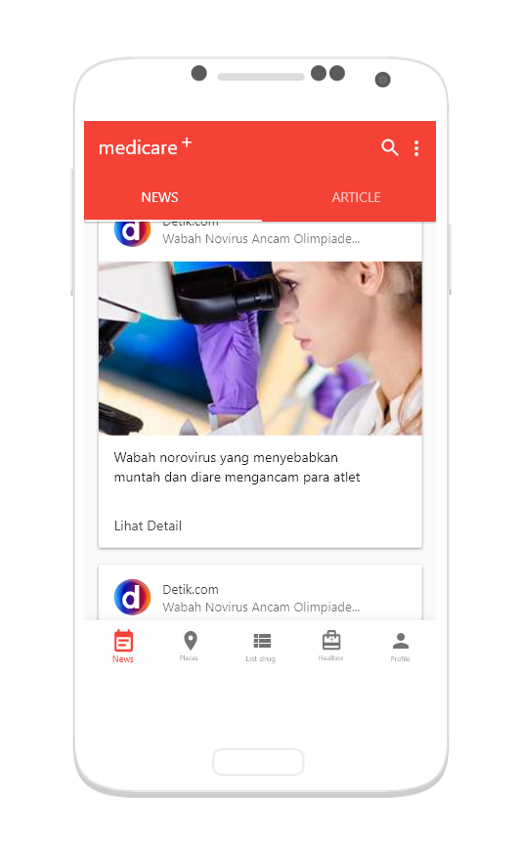 medicare+
NEWS
ARTICLE
d
Detik.com
Wabah Novirus Ancam Olimpiade...
Wabah norovirus yang menyebabkan
muntah dan diare mengancam para atlet
Lihat Detail
d
Detik.com
Wabah Novirus Ancam Olimpiade...
News
Places
List drug
Healbox
Profile